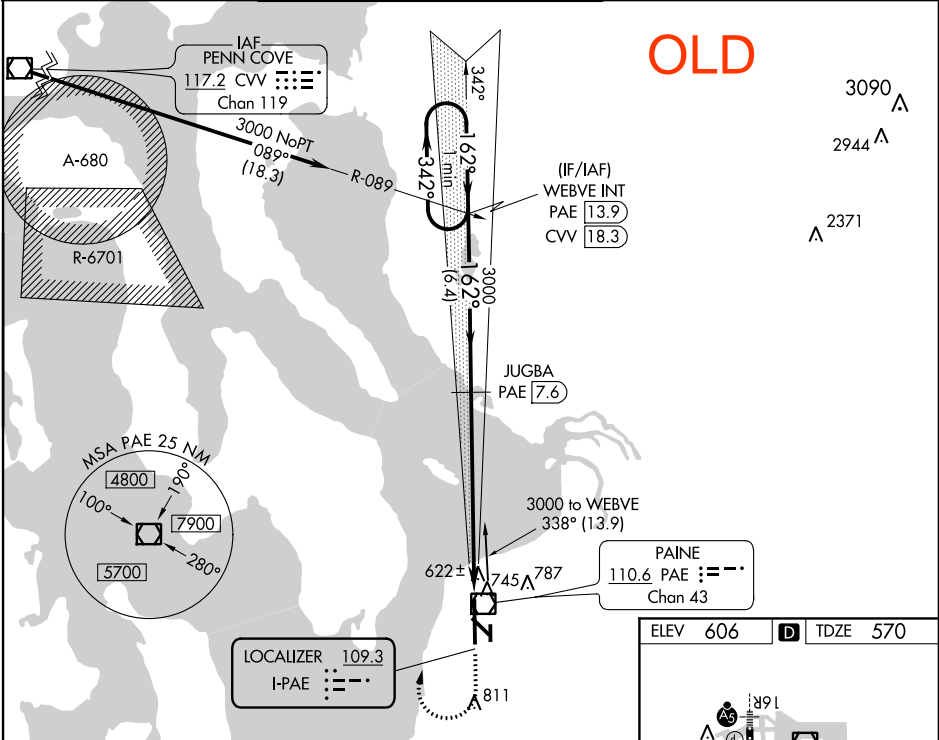 OLD
IAF
PENN COVE
117.2 CVV
Chan 119
342°
3090
2944
2371
A-680
3000 NoPT
089°
(18.3)
R-089
342°
1 min
162°
(IF/IAF)
WEBVE INT
PAE 13.9
CVV 18.3
R-6701
(6.4)
162°
3000
JUGBA
PAE 7.6
MSA PAE 25 NM
4800
190°
100°
7900
280°
5700
3000 to WEBVE
338° (13.9)
622±
745
787
PAINE
110.6 PAE
Chan 43
LOCALIZER 109.3
I-PAE
811
ELEV 606
D
TDZE 570
16R
A5